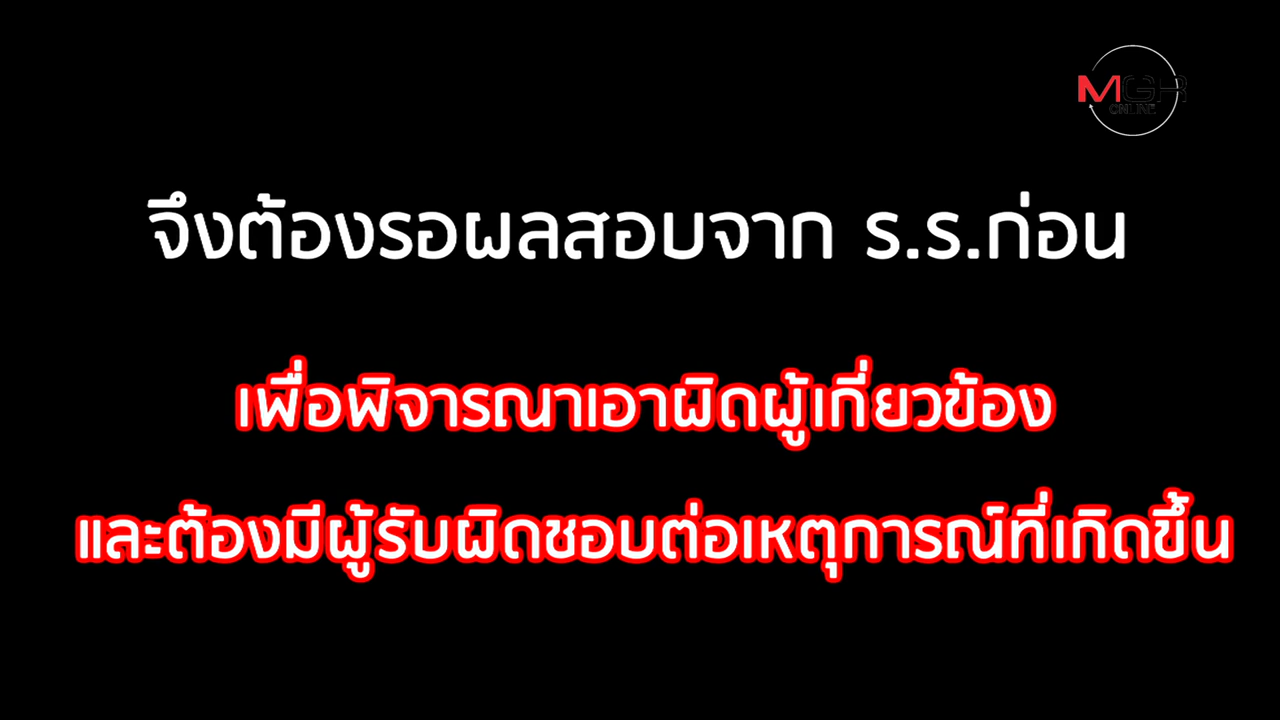 MGR
ONLINE
จึงต้องรอผลสอบจาก ร.ร.ก่อน
เพื่อพิจารณาเอาผิดผู้เกี่ยวข้อง
และต้องมีผู้รับผิดชอบต่อเหตุการณ์ที่เกิดขึ้น